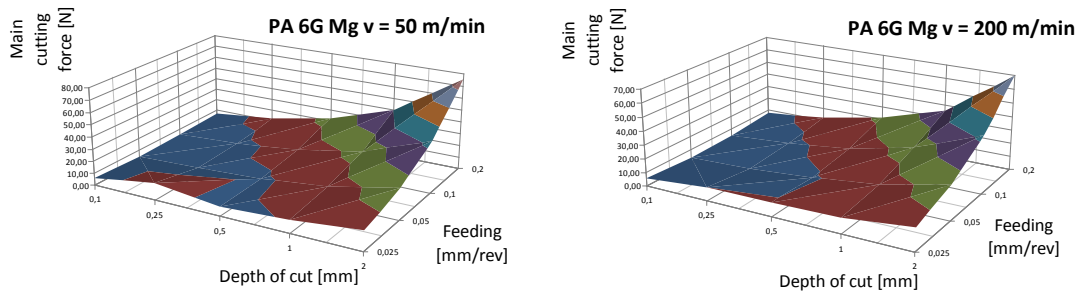 Main
cutting
force [N]
PA 6G Mg v = 50 m/min
80,00
70,00
60,00
50,00
40,00
30,00
20,00
10,00
0,00
0,1
0,25
0,5
1
2
0,025
0,05
0,1
0,2
Depth of cut [mm]
Feeding
[mm/rev]
Main
cutting
force [N]
PA 6G Mg v = 200 m/min
70,00
60,00
50,00
40,00
30,00
20,00
10,00
0,00
0,1
0,25
0,5
1
2
0,025
0,05
0,1
0,2
Depth of cut [mm]
Feeding
[mm/rev]